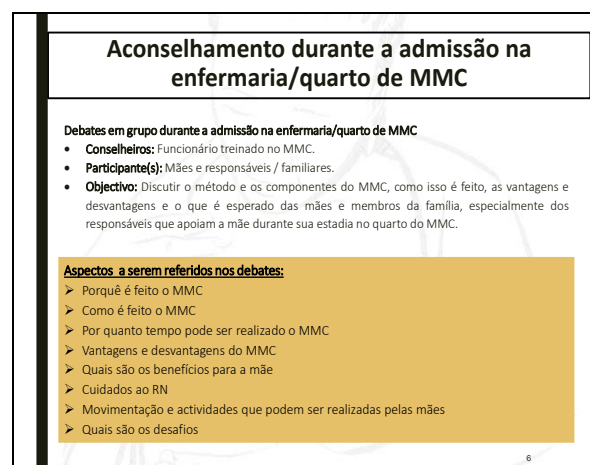 Aconselhamento durante a admissão na
enfermaria/quarto de MMC
Debates em grupo durante a admissão na enfermaria/quarto de MMC
• Conselheiros: Funcionário treinado no MMC.
• Participante(s): Mães e responsáveis / familiares.
• Objectivo: Discutir o método e os componentes do MMC, como isso é feito, as vantagens e
desvantagens e o que é esperado das mães e membros da família, especialmente dos
responsáveis que apoiam a mãe durante sua estadia no quarto do MMC.
Aspectos a serem referidos nos debates:
➢ Porquê é feito o MMC
➢ Como é feito o MMC
➢ Por quanto tempo pode ser realizado o MMC
➢ Vantagens e desvantagens do MMC
➢ Quais são os benefícios para a mãe
➢ Cuidados ao RN
➢ Movimentação e actividades que podem ser realizadas pelas mães
➢ Quais são os desafios
6